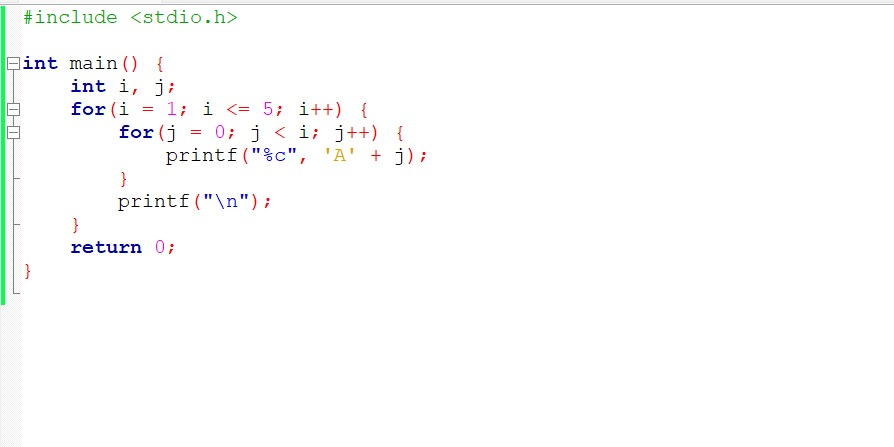 #include <stdio.h>

int main() {
    int i, j;
    for(i = 1; i <= 5; i++) {
        for(j = 0; j < i; j++) {
            printf("%c", 'A' + j);
        }
        printf("\n");
    }
    return 0;
}